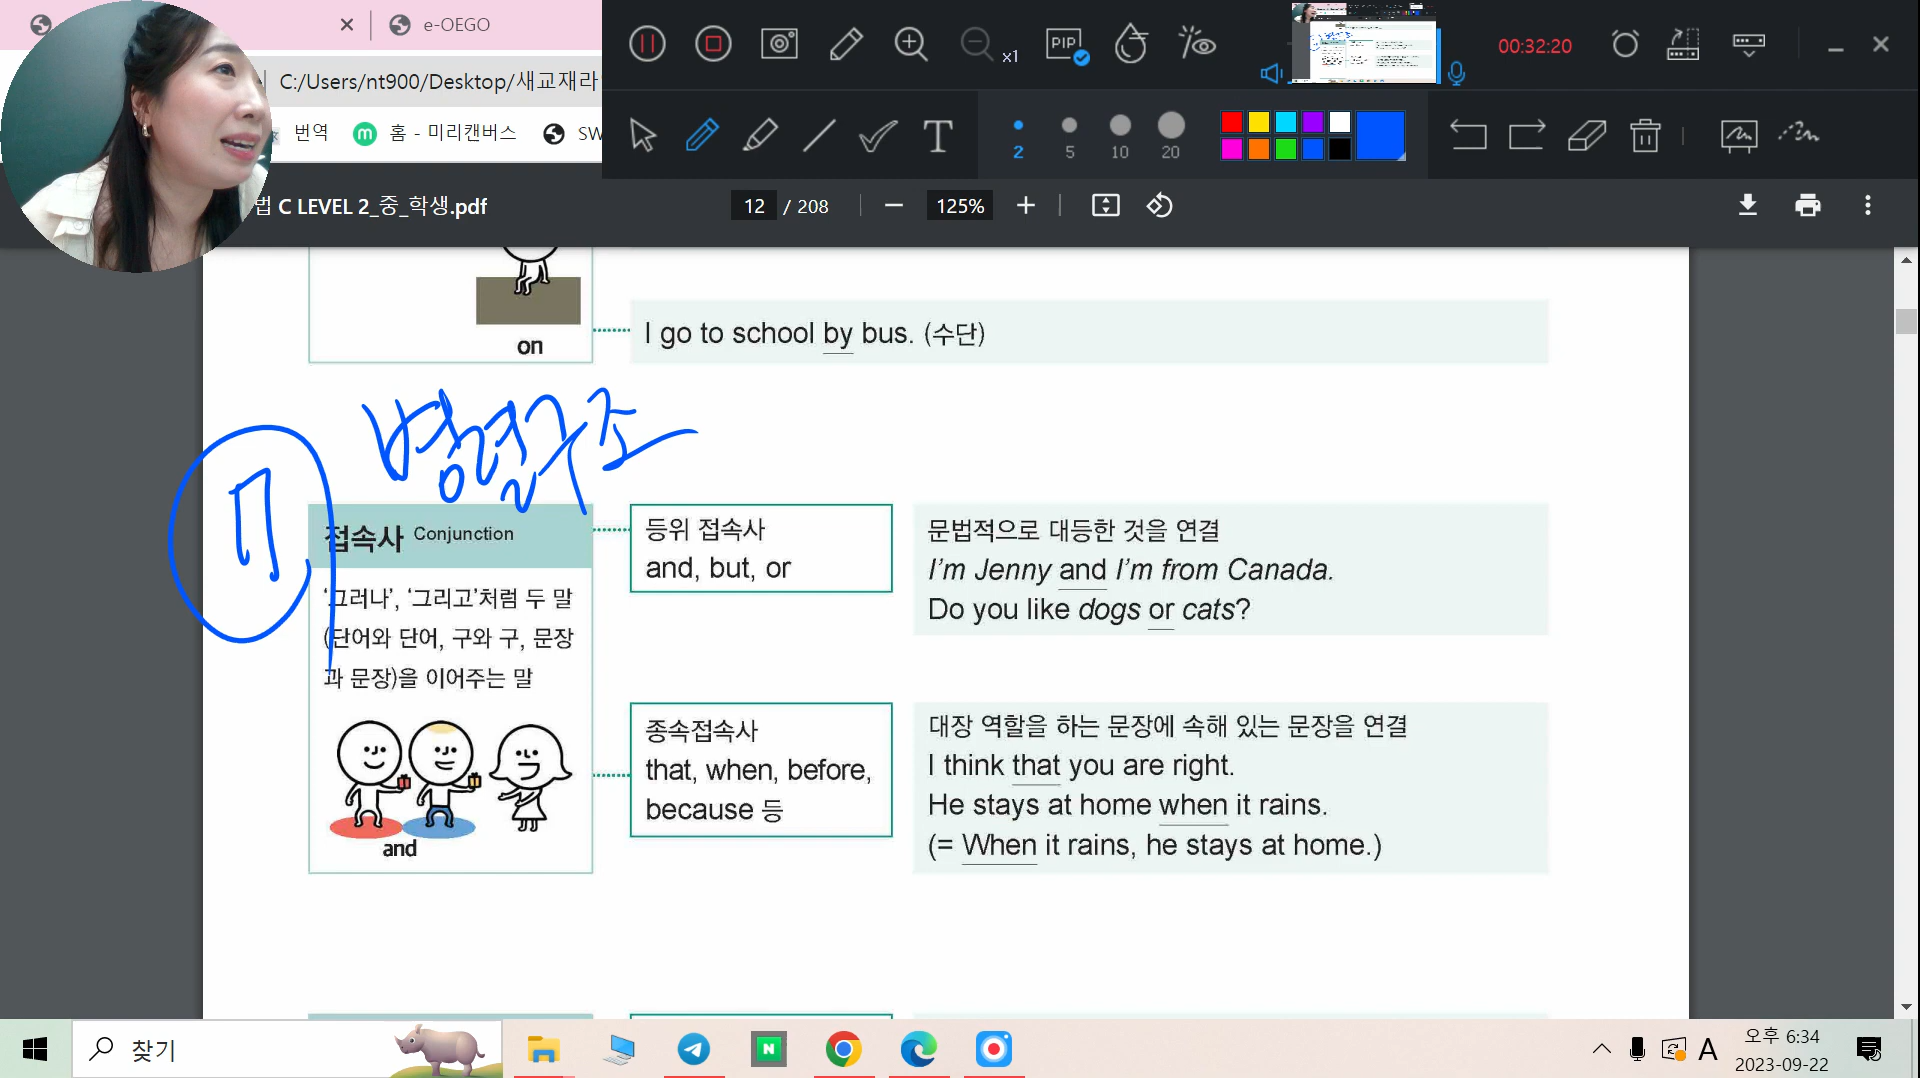 e-OEGO
x1
PIP
00:32:20
C:/Users/nt900/Desktop/새교재라
번역
홈 - 미리캔버스
SW
T
2
5
10
20
법 C LEVEL 2_중_학생.pdf
12 / 208
125%
on
I go to school by bus. (수단)
병렬구조
접속사 Conjunction
'그러나', '그리고'처럼 두 말
(단어와 단어, 구와 구, 문장
과 문장)을 이어주는 말
and
등위 접속사
and, but, or
문법적으로 대등한 것을 연결
I'm Jenny and I'm from Canada.
Do you like dogs or cats?
종속접속사
that, when, before,
because 등
대장 역할을 하는 문장에 속해 있는 문장을 연결
I think that you are right.
He stays at home when it rains.
(= When it rains, he stays at home.)
찾기
N
A
오후 6:34
2023-09-22